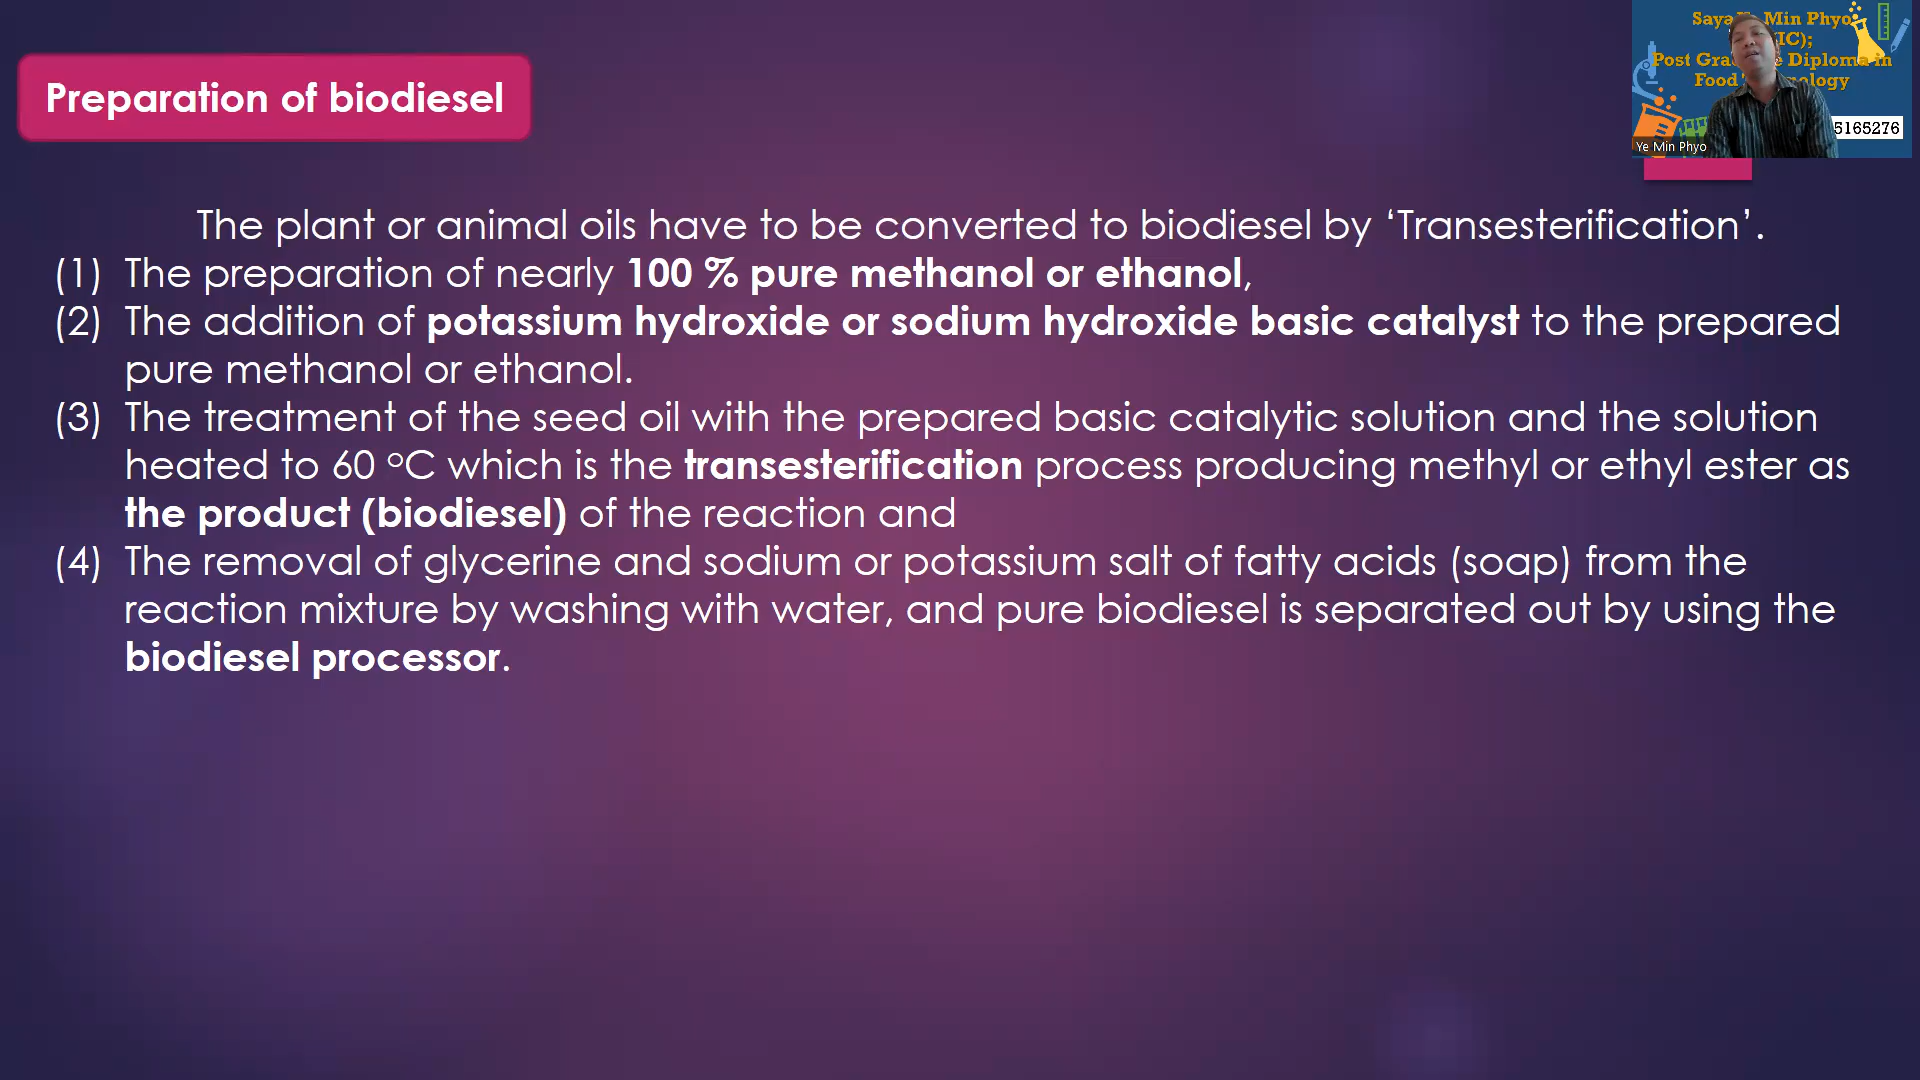 Preparation of biodiesel
Min Phyo
IC);
Post
Diploma in
Food
5165276
Ye Min Phyo
The plant or animal oils have to be converted to biodiesel by ‘Transesterification’.
(1) The preparation of nearly 100 % pure methanol or ethanol,
(2) The addition of potassium hydroxide or sodium hydroxide basic catalyst to the prepared
pure methanol or ethanol.
(3) The treatment of the seed oil with the prepared basic catalytic solution and the solution
heated to 60 °C which is the transesterification process producing methyl or ethyl ester as
the product (biodiesel) of the reaction and
(4) The removal of glycerine and sodium or potassium salt of fatty acids (soap) from the
reaction mixture by washing with water, and pure biodiesel is separated out by using the
biodiesel processor.